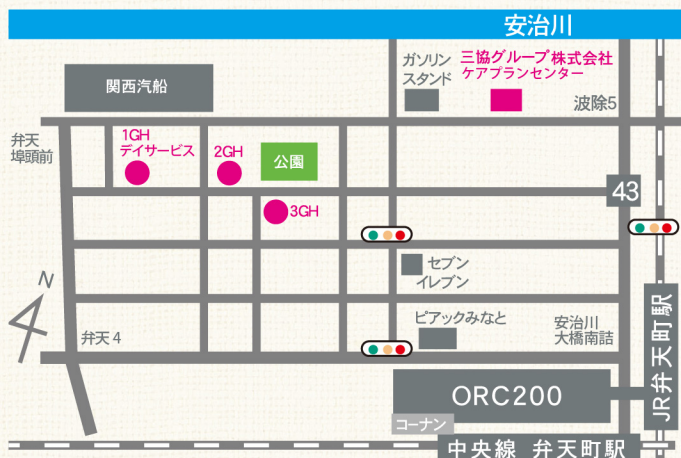 安治川
ガソリン
スタンド
三協グループ株式会社
ケアプランセンター
関西汽船
波除5
弁天
埠頭前
1GH
デイサービス
2GH
公園
3GH
43
N
セブン
イレブン
弁天4
ピアックみなと
安治川
大橋南詰
JR弁天町駅
ORC200
コーナン
中央線 弁天町駅